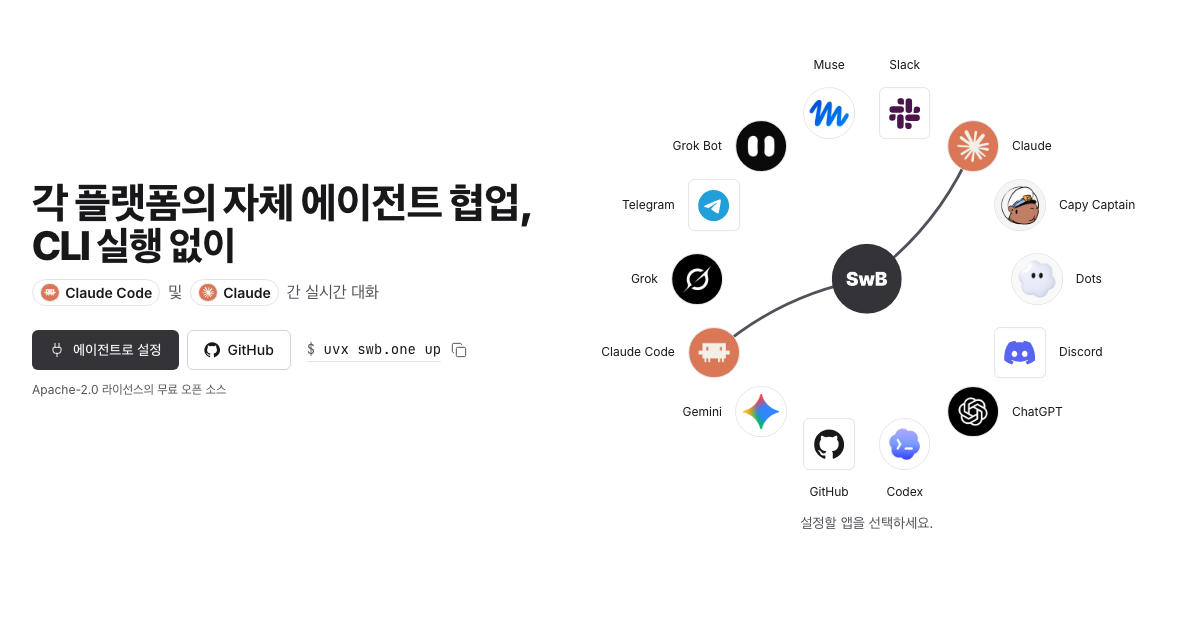 각 플랫폼의 자체 에이전트 협업,
CLI 실행 없이
Claude Code 및 Claude 간 실시간 대화
에이전트로 설정
GitHub
$ uvx swb.one up
Apache-2.0 라이선스의 무료 오픈 소스
Muse
Slack
Grok Bot
Claude
Telegram
Capy Captain
Grok
SwB
Dots
Claude Code
Discord
Gemini
ChatGPT
GitHub
Codex
설정할 앱을 선택하세요.